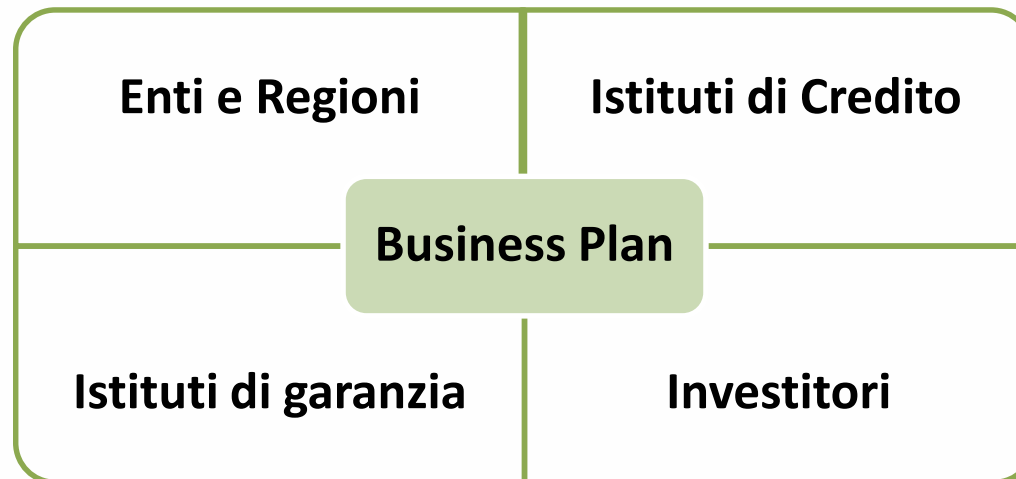 Enti e Regioni
Istituti di Credito
Business Plan
Istituti di garanzia
Investitori